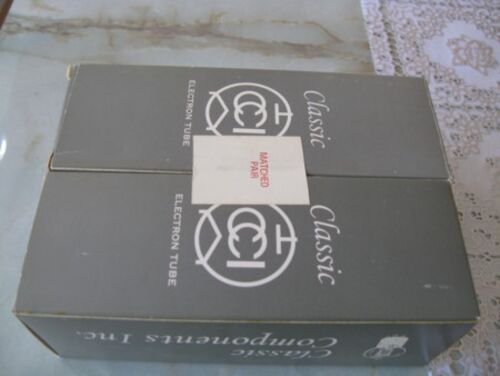 Classic
CCI
ELECTRON TUBE
MATCHED
PAIR
Classic
CCI
ELECTRON TUBE
Classic
Components Inc.